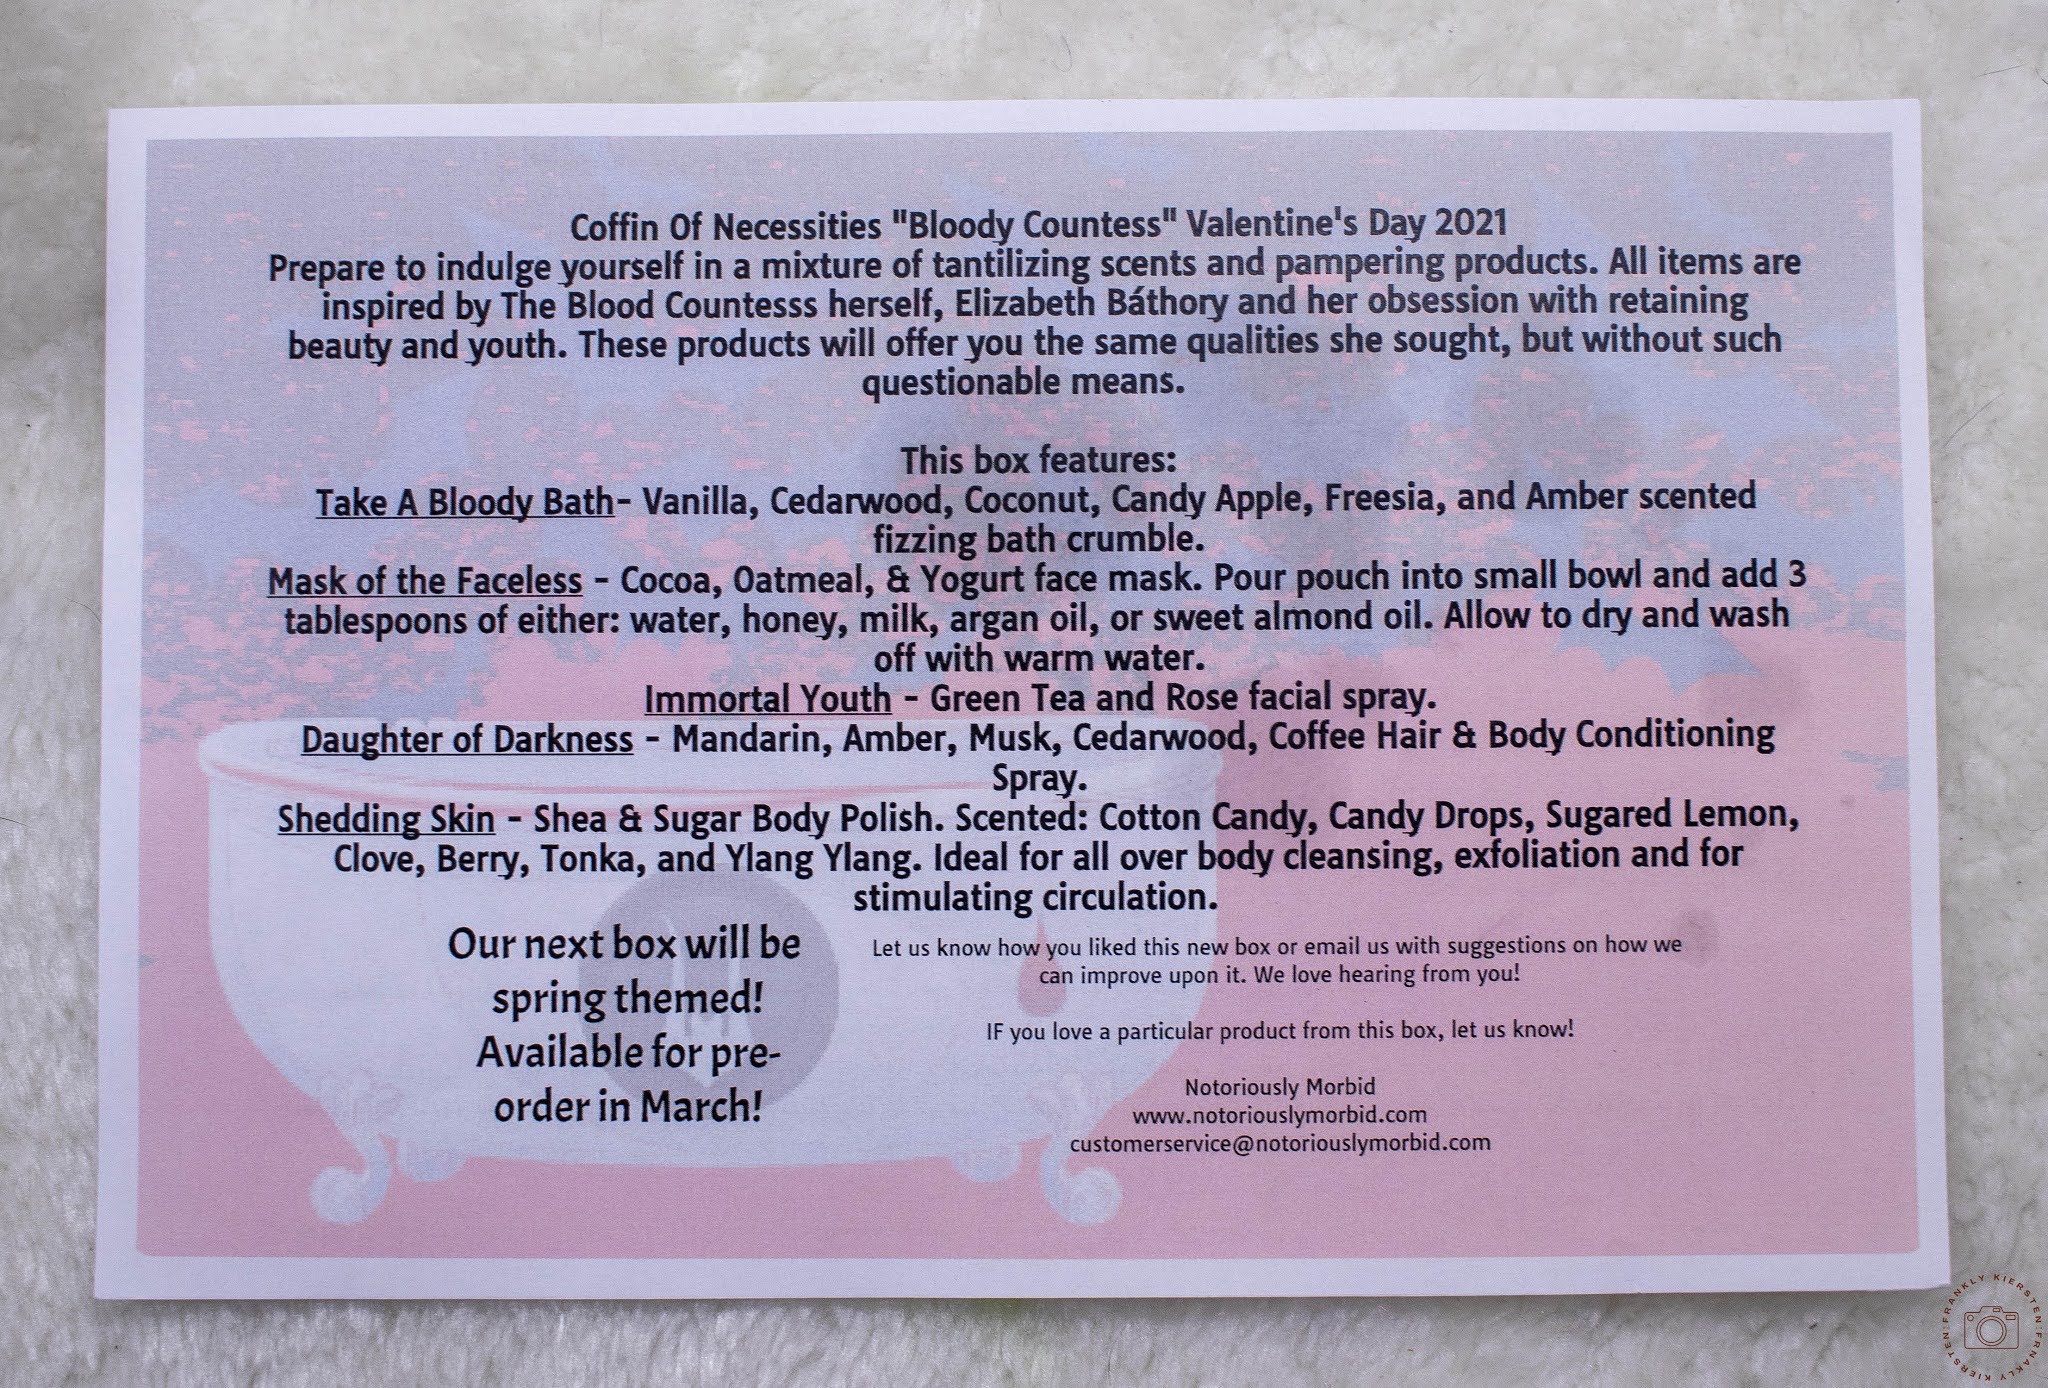 Coffin Of Necessities "Bloody Countess" Valentine's Day 2021
Prepare to indulge yourself in a mixture of tantilizing scents and pampering products. All items are
inspired by The Blood Countesss herself, Elizabeth Báthory and her obsession with retaining
beauty and youth. These products will offer you the same qualities she sought, but without such
questionable means.
This box features:
Take A Bloody Bath- Vanilla, Cedarwood, Coconut, Candy Apple, Freesia, and Amber scented
fizzing bath crumble.
Mask of the Faceless - Cocoa, Oatmeal, & Yogurt face mask. Pour pouch into small bowl and add 3
tablespoons of either: water, honey, milk, argan oil, or sweet almond oil. Allow to dry and wash
off with warm water.
Immortal Youth - Green Tea and Rose facial spray.
Daughter of Darkness - Mandarin, Amber, Musk, Cedarwood, Coffee Hair & Body Conditioning
Spray.
Shedding Skin - Shea & Sugar Body Polish. Scented: Cotton Candy, Candy Drops, Sugared Lemon,
Clove, Berry, Tonka, and Ylang Ylang. Ideal for all over body cleansing, exfoliation and for
stimulating circulation.
Our next box will be
spring themed!
Available for pre-
order in March!
Let us know how you liked this new box or email us with suggestions on how we
can improve upon it. We love hearing from you!
IF you love a particular product from this box, let us know!
Notoriously Morbid
www.notoriouslymorbid.com
customerservice@notoriouslymorbid.com
FRANKLY KIERSTEN:FRNAKLY KIERSTEN: